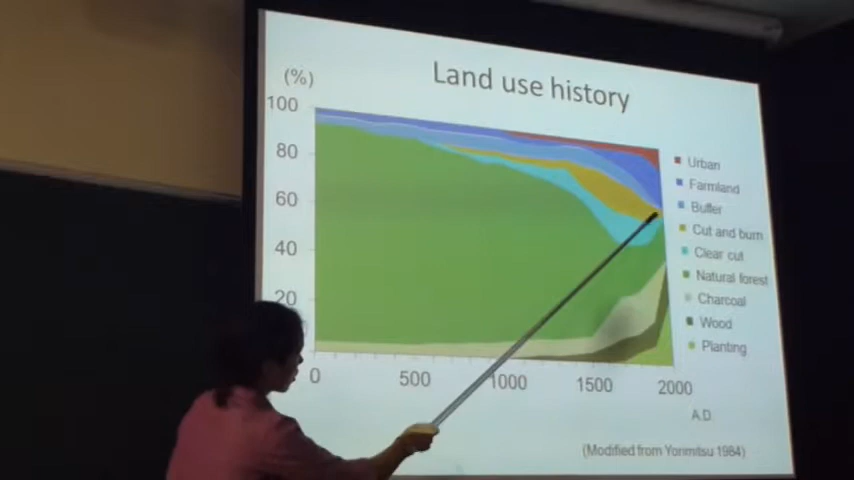 Land use history
(%)
100
80
60
40
20
0
500
1000
1500
2000
A.D.
Urban
Farmland
Buffer
Cut and burn
Clear cut
Natural forest
Charcoal
Wood
Planting
(Modified from Yorimitsu 1984)